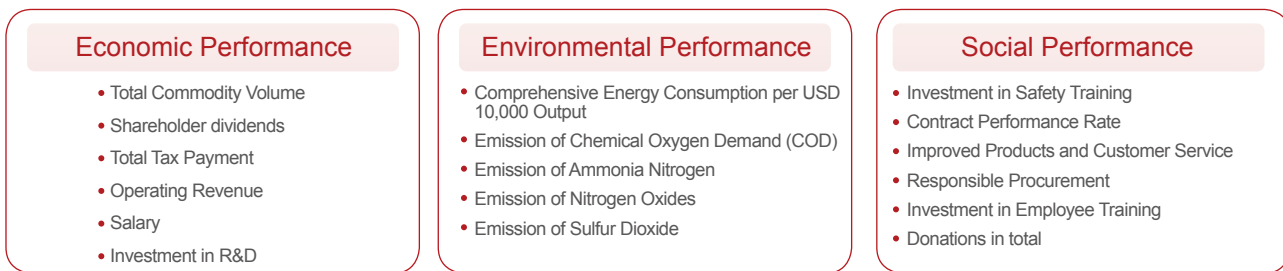 Economic Performance
• Total Commodity Volume
• Shareholder dividends
• Total Tax Payment
• Operating Revenue
• Salary
• Investment in R&D
Environmental Performance
• Comprehensive Energy Consumption per USD
10,000 Output
• Emission of Chemical Oxygen Demand (COD)
• Emission of Ammonia Nitrogen
• Emission of Nitrogen Oxides
• Emission of Sulfur Dioxide
Social Performance
• Investment in Safety Training
• Contract Performance Rate
• Improved Products and Customer Service
• Responsible Procurement
• Investment in Employee Training
• Donations in total